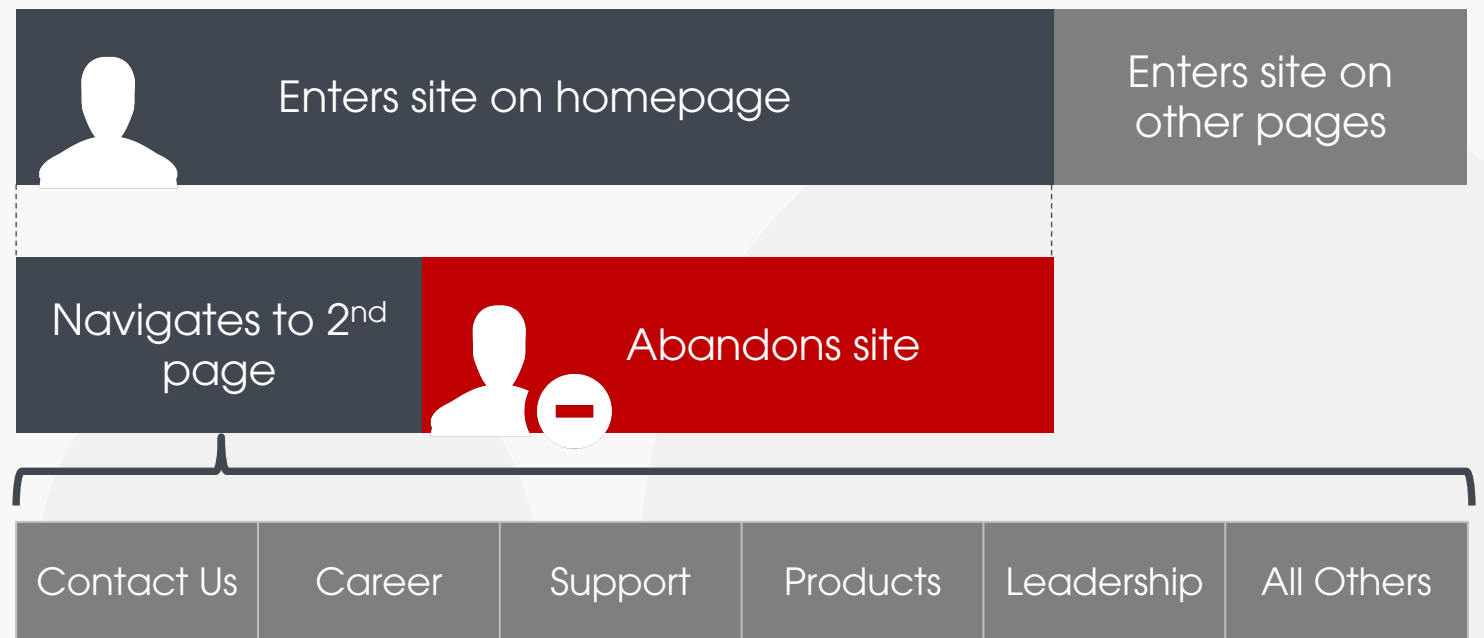 Enters site on homepage
Enters site on
other pages
Navigates to 2nd
page
Abandons site
Contact Us
Career
Support
Products
Leadership
All Others